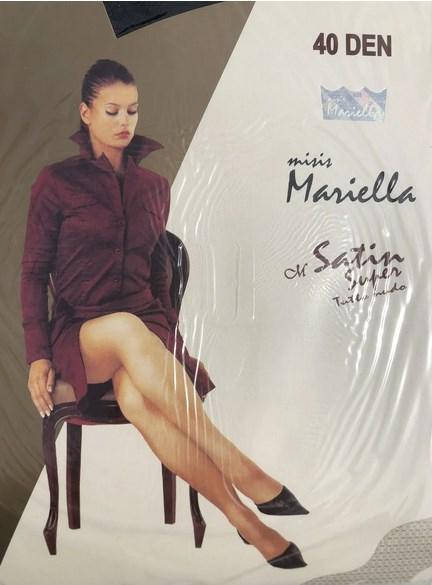 40 DEN
Mariella
misis
Mariella
Satin
Super